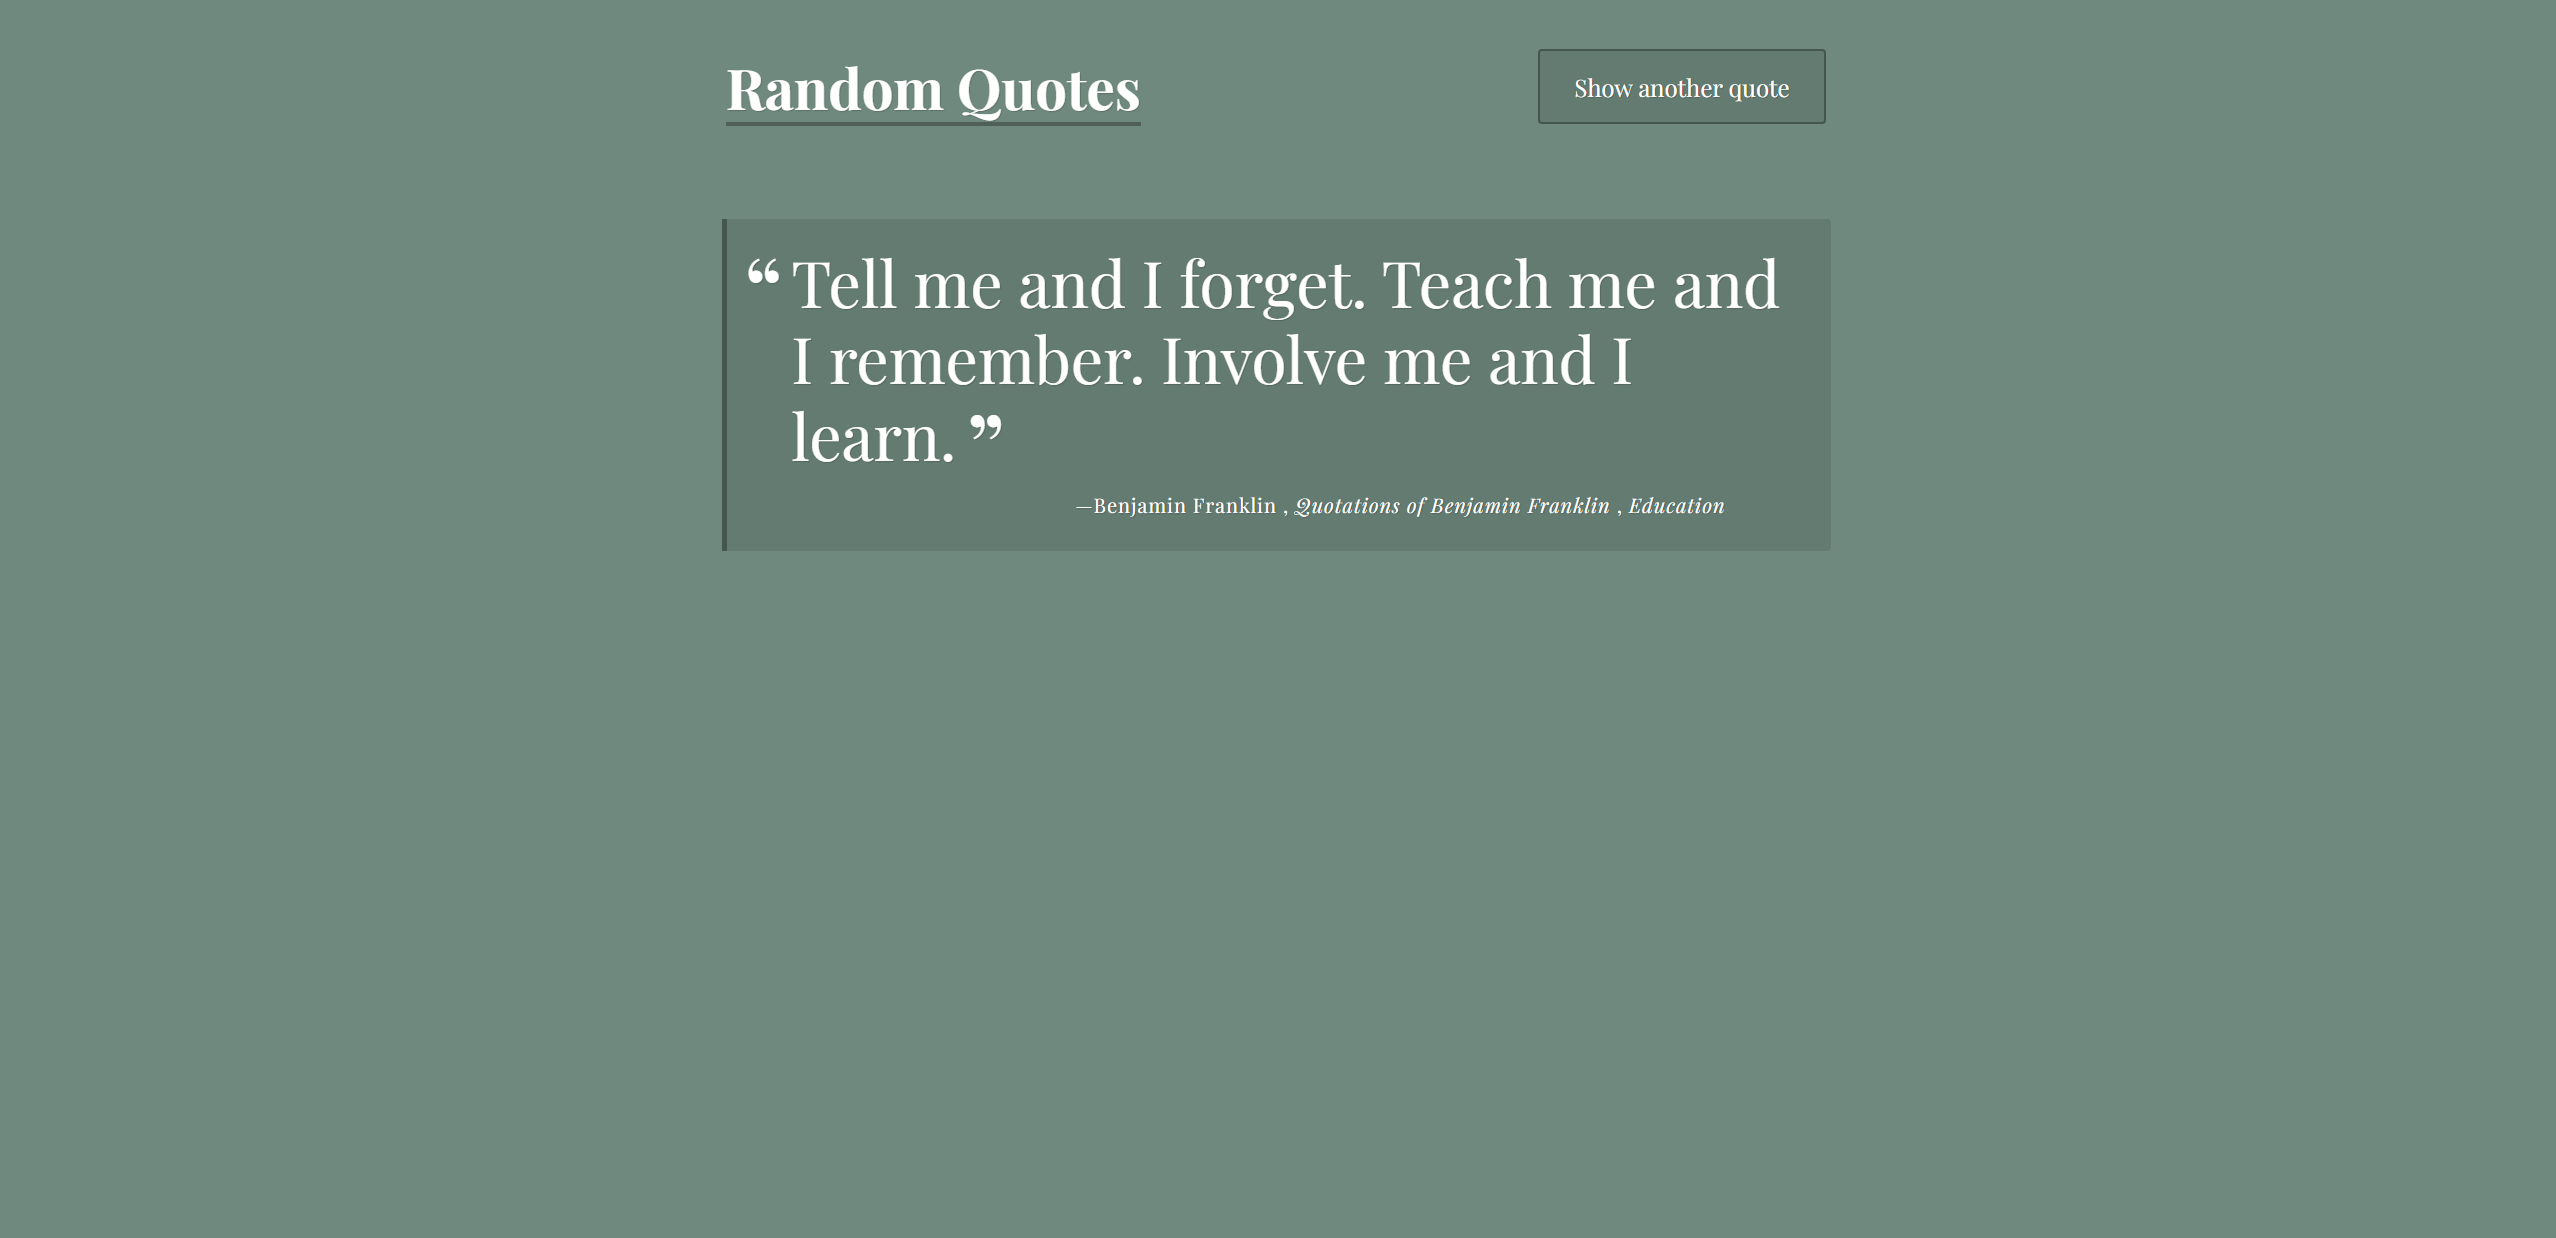 Random Quotes
Show another quote
“ Tell me and I forget. Teach me and
I remember. Involve me and I
learn. ”
—Benjamin Franklin , Quotations of Benjamin Franklin , Education